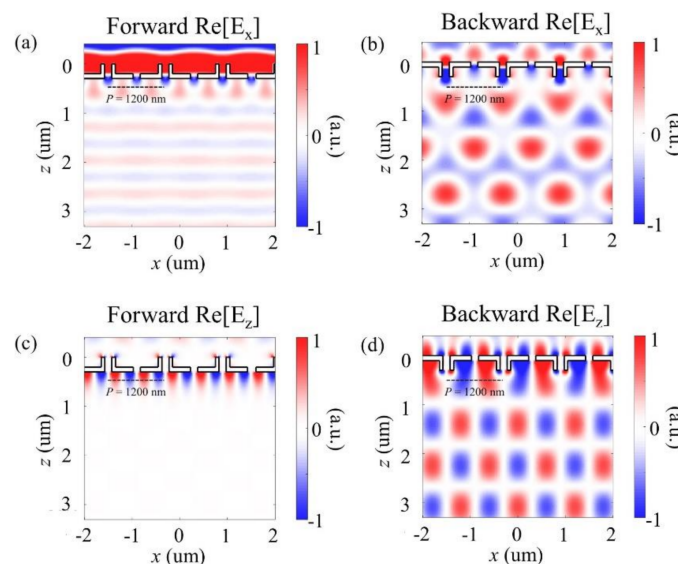 Forward Re[Eₓ]
Backward Re[Eₓ]
(a)
(b)
0
1
2
3
z (um)
P = 1200 nm
-2 -1 0 1 2
x (um)
1
0
-1
(a.u.)
0
1
2
3
z (um)
P = 1200 nm
-2 -1 0 1 2
x (um)
1
0
-1
(a.u.)
Forward Re[E_z]
Backward Re[E_z]
(c)
(d)
0
1
2
3
z (um)
P = 1200 nm
-2 -1 0 1 2
x (um)
1
0
-1
(a.u.)
0
1
2
3
z (um)
P = 1200 nm
-2 -1 0 1 2
x (um)
1
0
-1
(a.u.)